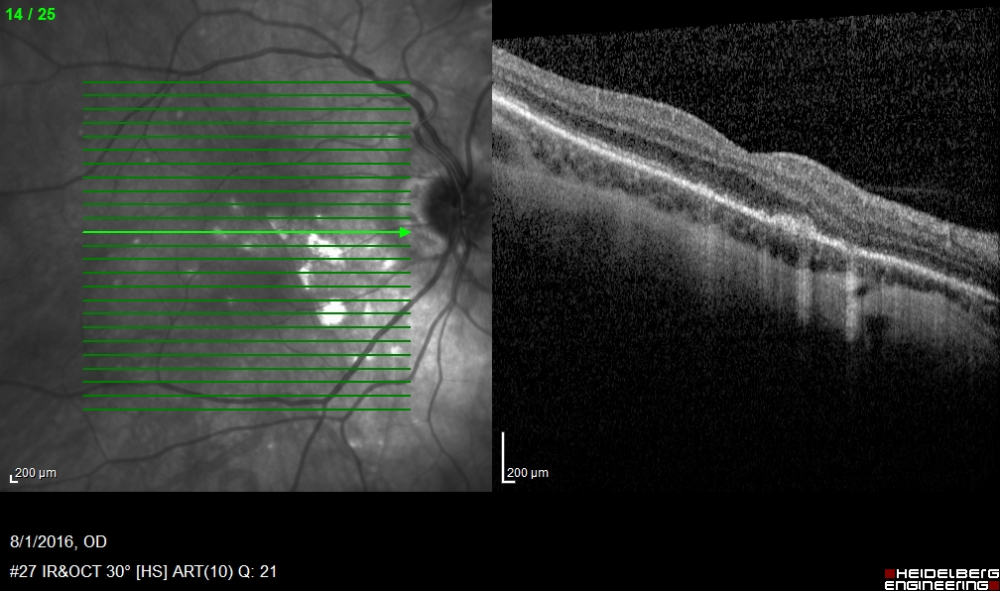 14 / 25
200 µm
200 µm
8/1/2016, OD
#27 IR&OCT 30° [HS] ART(10) Q: 21
HEIDELBERG
ENGINEERING